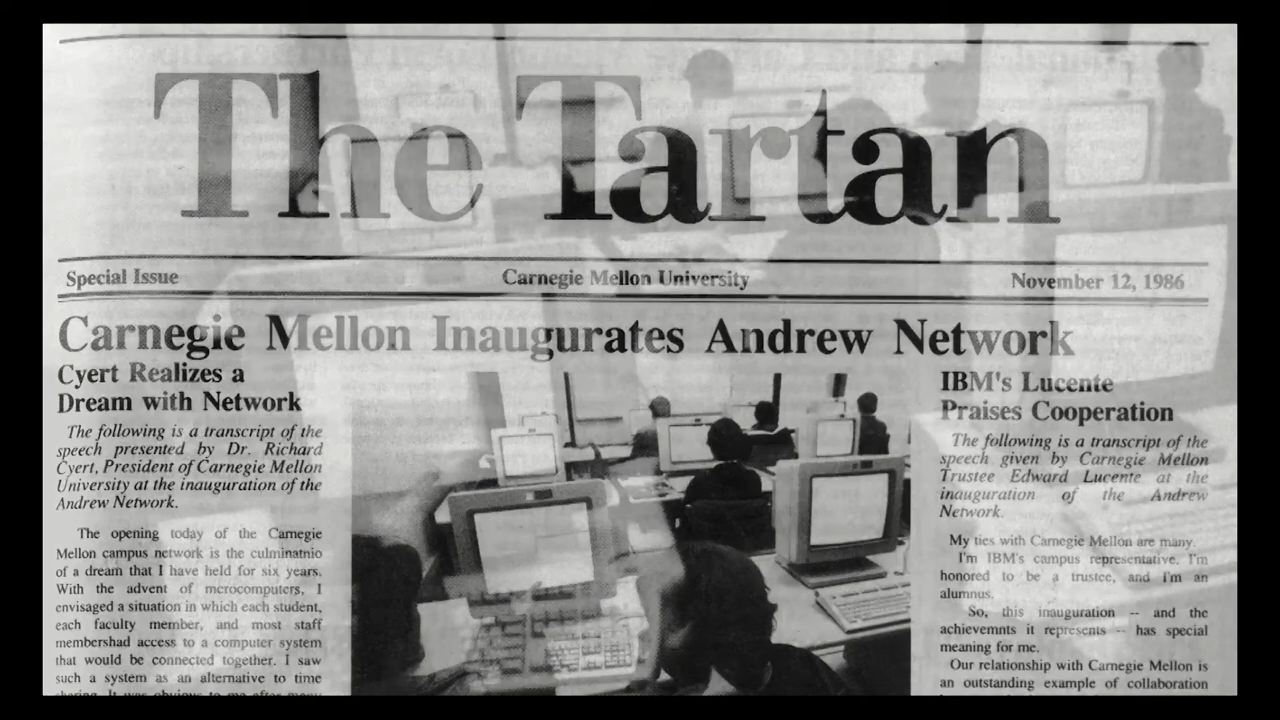 The Tartan
Special Issue
Carnegie Mellon University
November 12, 1986
Carnegie Mellon Inaugurates Andrew Network
Cyert Realizes a
Dream with Network
The following is a transcript of the
speech presented by Dr. Richard
Cyert, President of Carnegie Mellon
University at the inauguration of the
Andrew Network.
The opening today of the Carnegie
Mellon campus network is the culminatnio
of a dream that I have held for six years.
With the advent of mcrocomputers, I
envisaged a situation in which each student,
each faculty member, and most staff
membershad access to a computer system
that would be connected together. I saw
such a system as an alternative to time
sharing. It was obvious to me after many
IBM's Lucente
Praises Cooperation
The following is a transcript of the
speech given by Carnegie Mellon
Trustee Edward Lucente at the
inauguration of the Andrew
Network.
My ties with Carnegie Mellon are many.
I'm IBM's campus representative. I'm
honored to be a trustee, and I'm an
alumnus.
So, this inauguration -- and the
achievemnts it represents -- has special
meaning for me.
Our relationship with Carnegie Mellon is
an outstanding example of collaboration